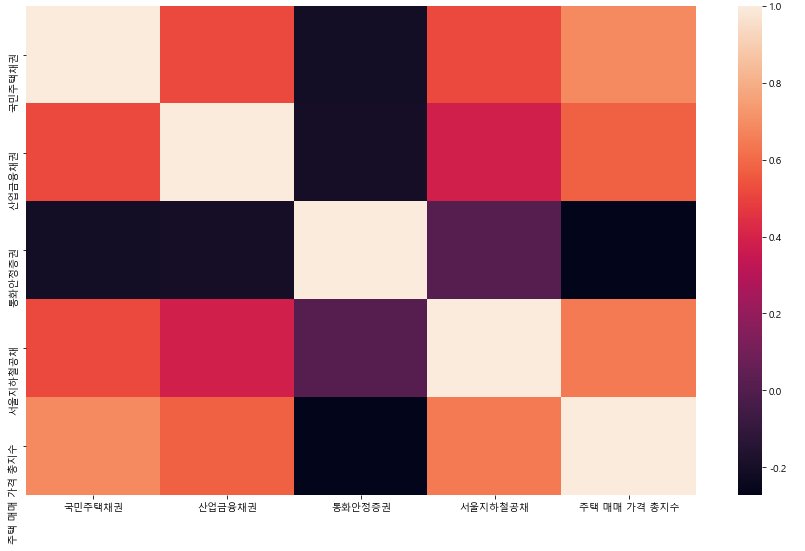 국민주택채권
산업금융채권
통화안정증권
서울지하철공채
주택 매매 가격 총지수
국민주택채권
산업금융채권
통화안정증권
서울지하철공채
주택 매매 가격 총지수
1.0
0.8
0.6
0.4
0.2
0.0
-0.2